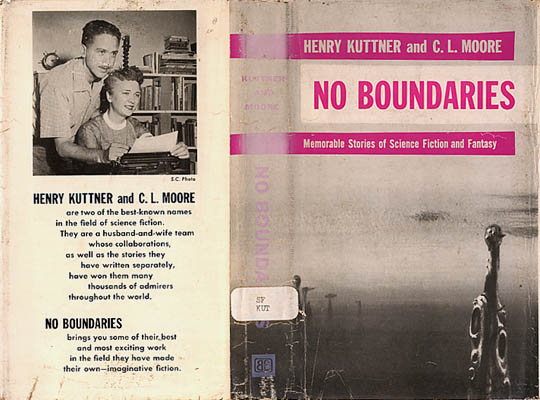 S.C. Photo
HENRY KUTTNER and C. L. MOORE
are two of the best-known names
in the field of science fiction.
They are a husband-and-wife team
whose collaborations,
as well as the stories they
have written separately,
have won them many
thousands of admirers
throughout the world.
NO BOUNDARIES
brings you some of their best
and most exciting work
in the field they have made
their own—imaginative fiction.
KUTTNER
AND
MOORE
NO BOUNDARIES
SF
KUT
BB
HENRY KUTTNER and C. L. MOORE
NO BOUNDARIES
Memorable Stories of Science Fiction and Fantasy